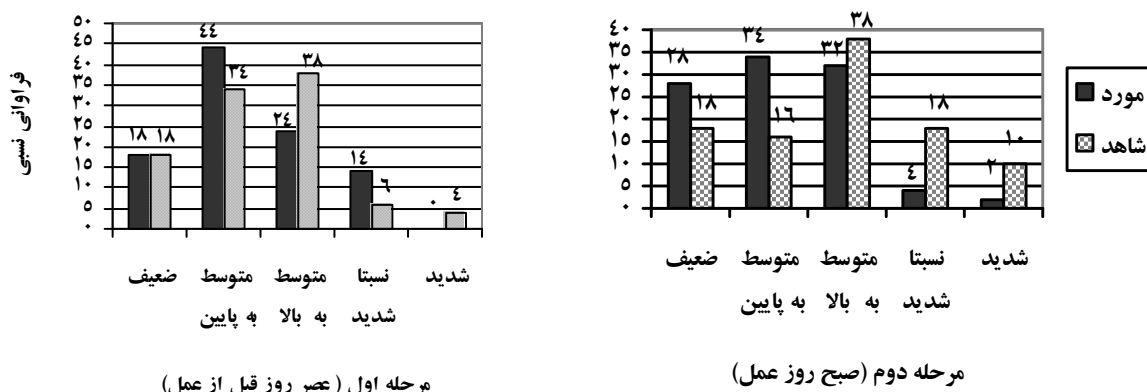 فراوانی نسبی
۵۰
۴۵
۴۰
۳۵
۳۰
۲۵
۲۰
۱۵
۱۰
۵
۰
۱۸ ۱۸
۴۴ ۳۴
۲۴ ۳۸
۱۴ ۶
۰ ۴
ضعیف
متوسط
به پایین
متوسط
به بالا
نسبتا
شدید
شدید
مرحله اول (عصر روز قبل از عمل)
۴۰
۳۵
۳۰
۲۵
۲۰
۱۵
۱۰
۵
۰
۲۸ ۱۸
۳۴ ۱۶
۳۲ ۳۸
۴ ۱۸
۲ ۱۰
ضعیف
متوسط
به پایین
متوسط
به بالا
نسبتا
شدید
شدید
مرحله دوم (صبح روز عمل)
مورد
شاهد